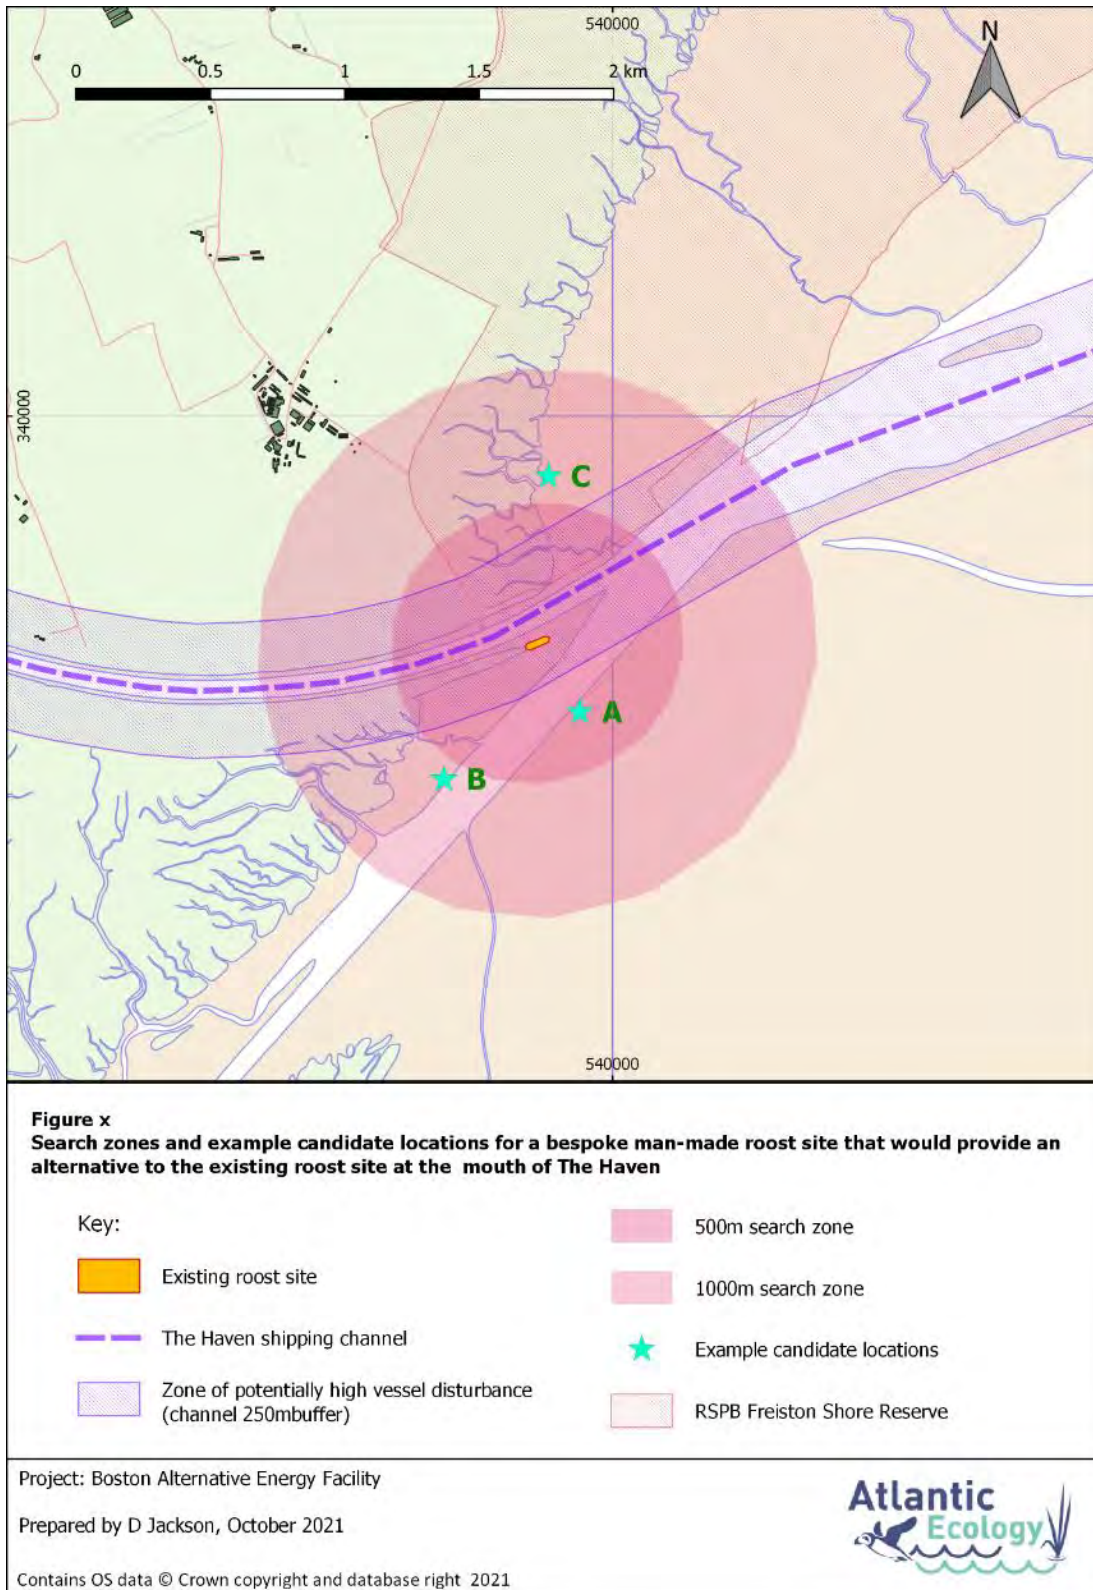 540000
N
0 0.5 1 1.5 2 km
340000
C
A
B
540000
Figure x
Search zones and example candidate locations for a bespoke man-made roost site that would provide an
alternative to the existing roost site at the mouth of The Haven
Key:
Existing roost site
The Haven shipping channel
Zone of potentially high vessel disturbance
(channel 250mbuffer)
500m search zone
1000m search zone
Example candidate locations
RSPB Freiston Shore Reserve
Project: Boston Alternative Energy Facility
Prepared by D Jackson, October 2021
Contains OS data © Crown copyright and database right 2021
Atlantic
Ecology